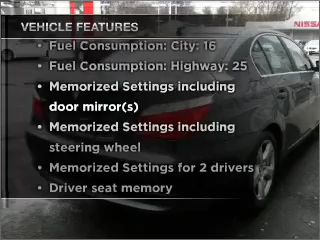 NISSAN
VEHICLE FEATURES
• Fuel Consumption: City: 16
• Fuel Consumption: Highway: 25
• Memorized Settings including
door mirror(s)
• Memorized Settings including
steering wheel
• Memorized Settings for 2 drivers
• Driver seat memory